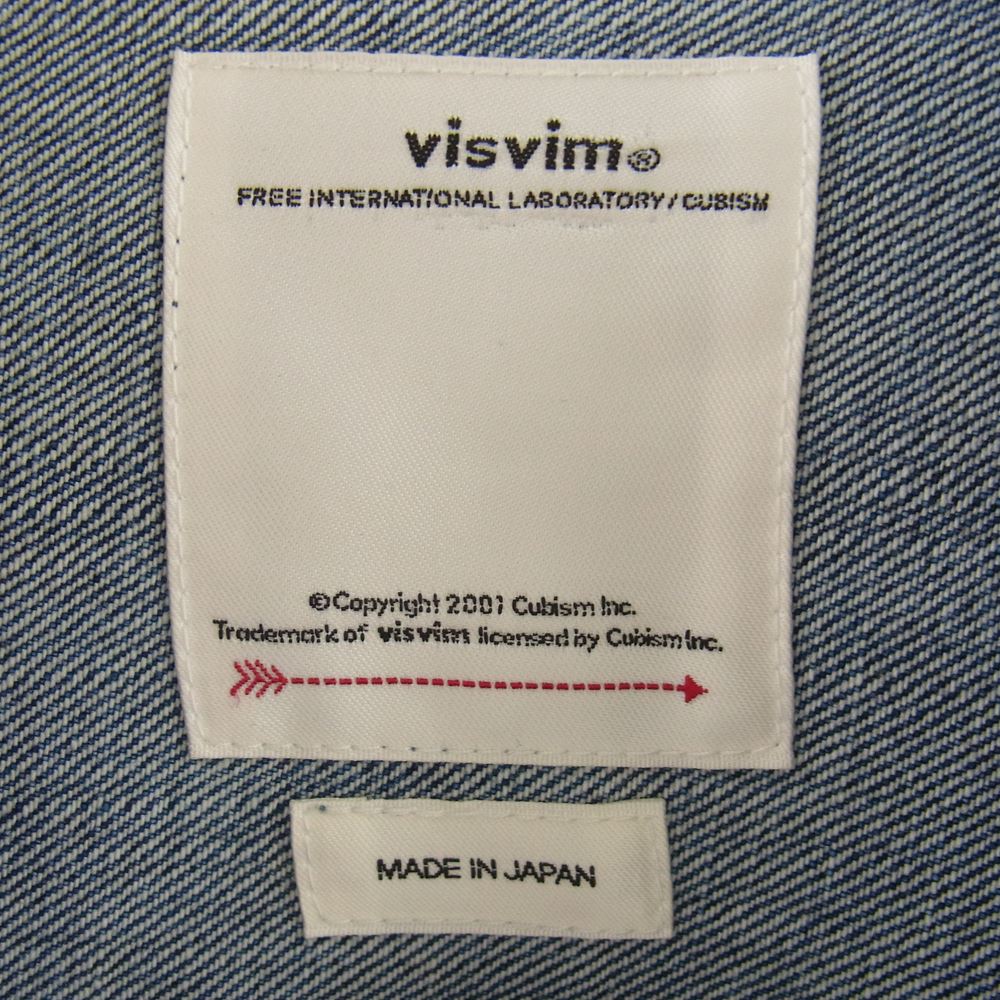 visvim®
FREE INTERNATIONAL LABORATORY / CUBISM
©Copyright 2001 Cubism Inc.
Trademark of visvim licensed by Cubism Inc.
MADE IN JAPAN